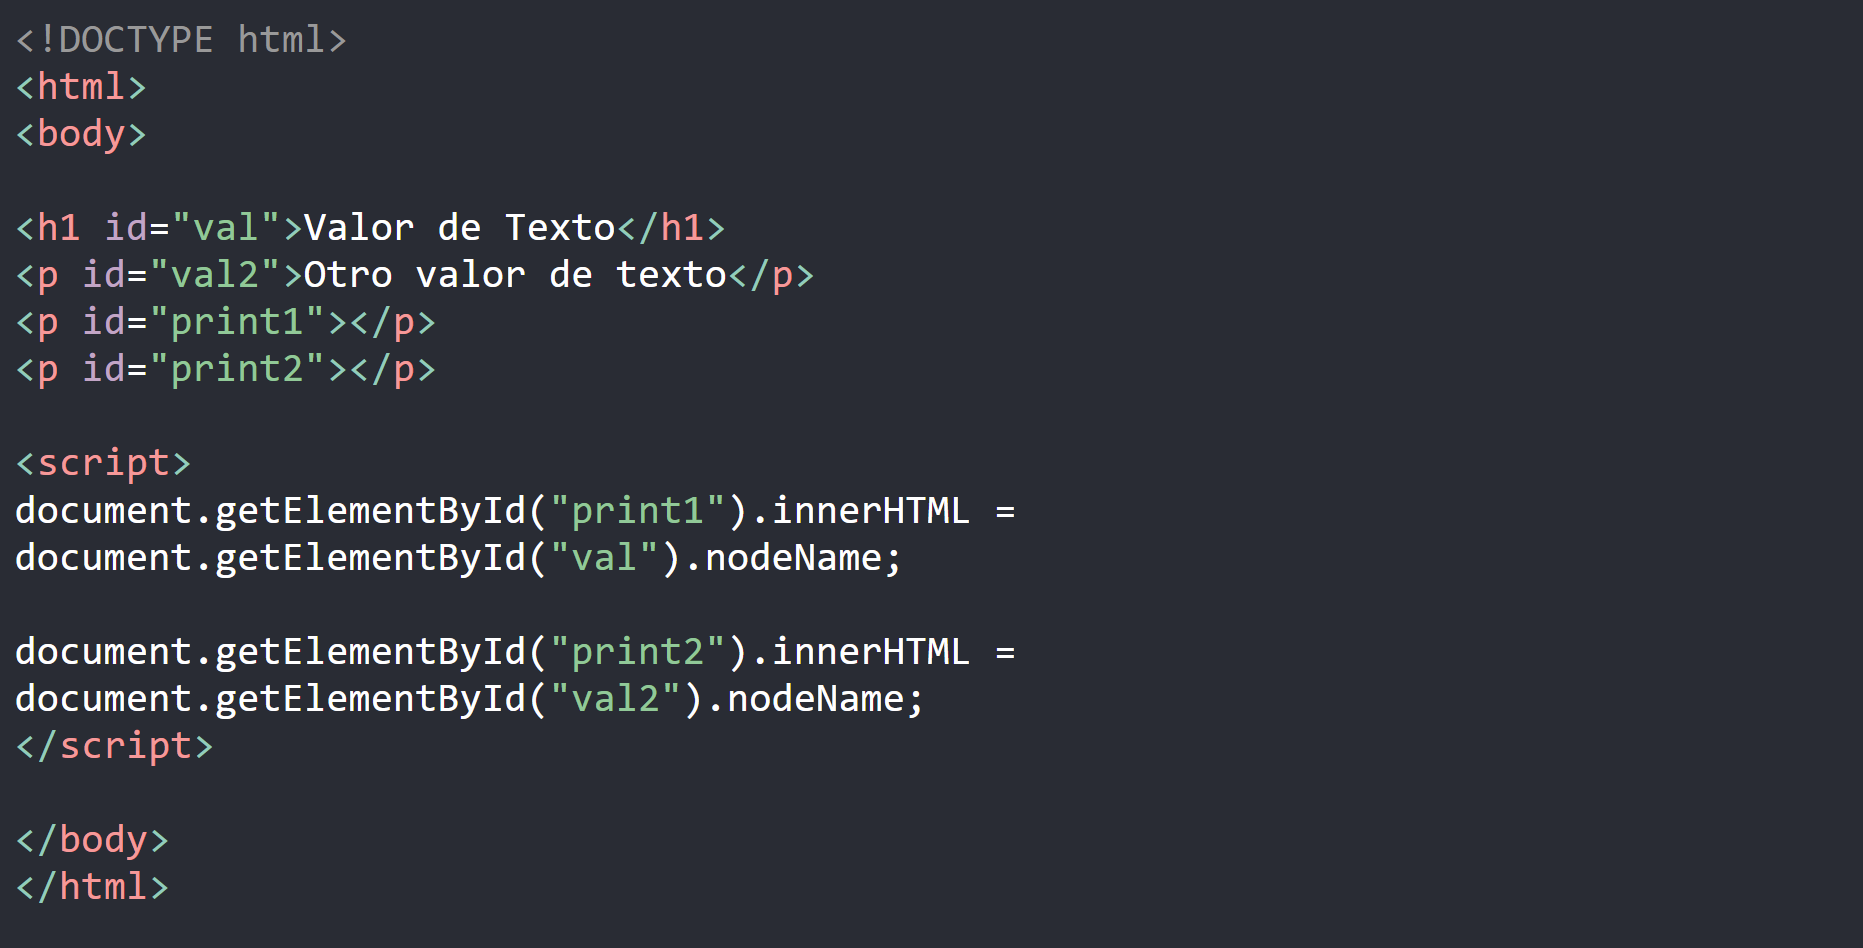 <!DOCTYPE html>
<html>
<body>
<h1 id="val">Valor de Texto</h1>
<p id="val2">Otro valor de texto</p>
<p id="print1"></p>
<p id="print2"></p>
<script>
document.getElementById("print1").innerHTML =
document.getElementById("val").nodeName;
document.getElementById("print2").innerHTML =
document.getElementById("val2").nodeName;
</script>
</body>
</html>